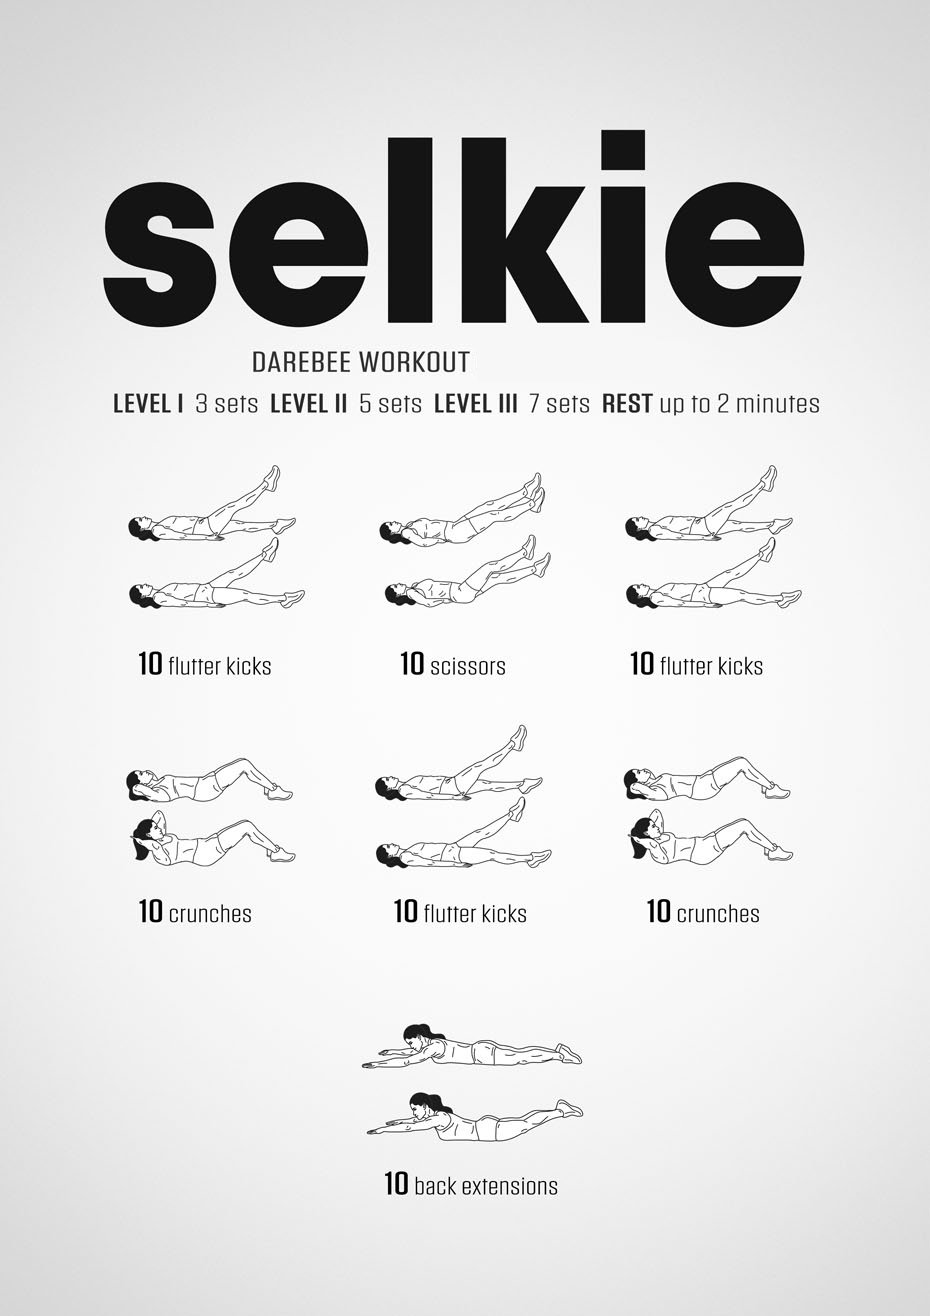 selkie
DAREBEE WORKOUT
LEVEL I 3 sets LEVEL II 5 sets LEVEL III 7 sets REST up to 2 minutes
10 flutter kicks
10 scissors
10 flutter kicks
10 crunches
10 flutter kicks
10 crunches
10 back extensions